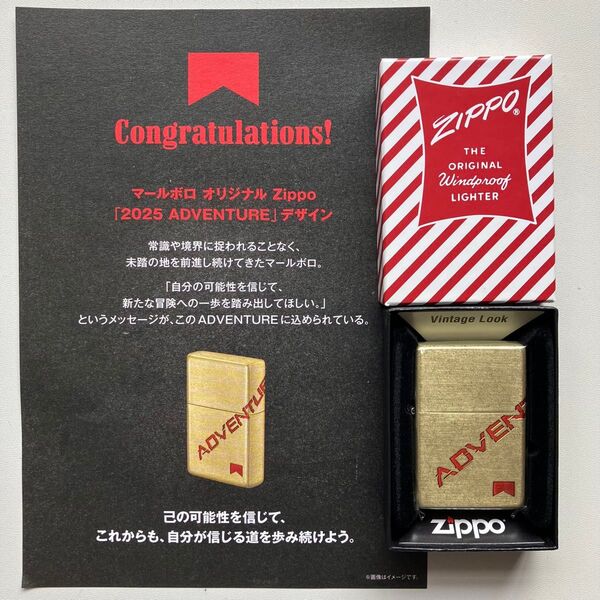 Congratulations!
マールボロ オリジナル Zippo
「2025 ADVENTURE」デザイン
常識や境界に捉われることなく、
未踏の地を前進し続けてきたマールボロ。
「自分の可能性を信じて、
新たな冒険への一歩を踏み出してほしい。」
というメッセージが、このADVENTUREに込められている。
ADVENTURE
己の可能性を信じて、
これからも、自分が信じる道を歩み続けよう。
※画像はイメージです。
ZIPPO®
THE
ORIGINAL
Windproof
LIGHTER
Vintage Look
ADVEN
zippo